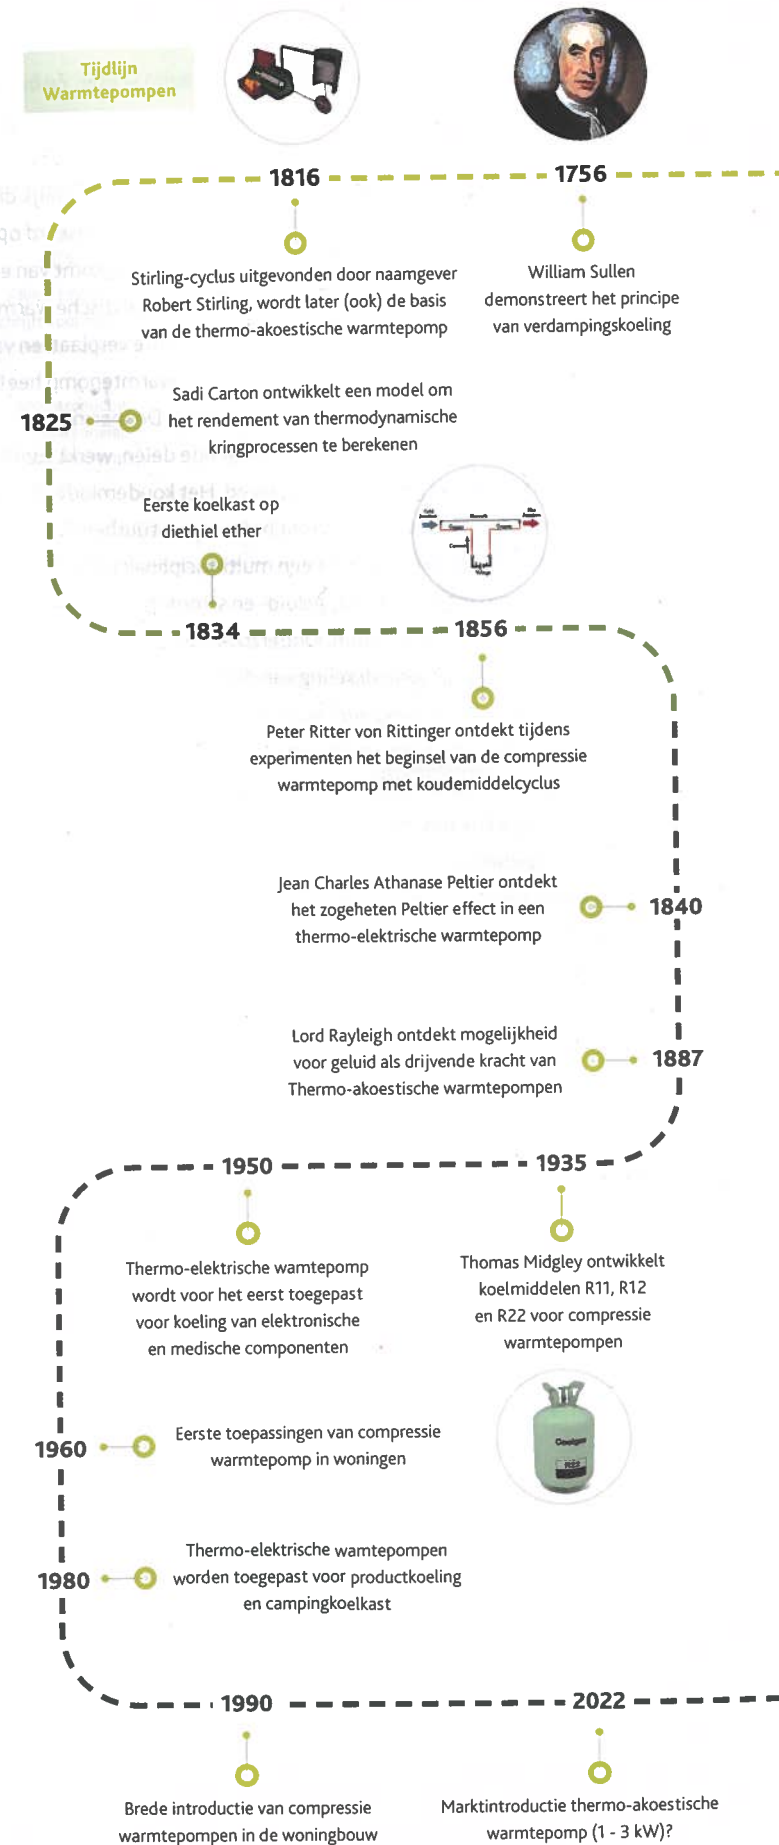 Tijdlijn
Warmtepompen
1816
1756
Stirling-cyclus uitgevonden door naamgever
Robert Stirling, wordt later (ook) de basis
van de thermo-akoestische warmtepomp
William Sullen
demonstreert het principe
van verdampingskoeling
1825
Sadi Carton ontwikkelt een model om
het rendement van thermodynamische
kringprocessen te berekenen
Eerste koelkast op
diethiel ether
1834
1856
Peter Ritter von Rittinger ontdekt tijdens
experimenten het beginsel van de compressie
warmtepomp met koudemiddelcyclus
Jean Charles Athanase Peltier ontdekt
het zogeheten Peltier effect in een
thermo-elektrische warmtepomp
1840
Lord Rayleigh ontdekt mogelijkheid
voor geluid als drijvende kracht van
Thermo-akoestische warmtepompen
1887
1950
1935
Thermo-elektrische wamtepomp
wordt voor het eerst toegepast
voor koeling van elektronische
en medische componenten
Thomas Midgley ontwikkelt
koelmiddelen R11, R12
en R22 voor compressie
warmtepompen
R22
1960
Eerste toepassingen van compressie
warmtepomp in woningen
1980
Thermo-elektrische wamtepompen
worden toegepast voor productkoeling
en campingkoelkast
1990
2022
Brede introductie van compressie
warmtepompen in de woningbouw
Marktintroductie thermo-akoestische
warmtepomp (1 - 3 kW)?